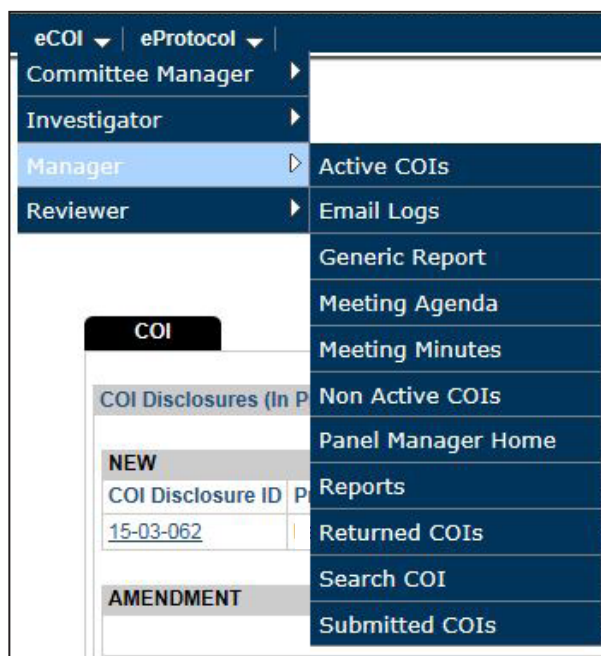 eCOI eProtocol
Committee Manager
Investigator
Manager
Reviewer
Active COIs
Email Logs
Generic Report
Meeting Agenda
Meeting Minutes
Non Active COIs
Panel Manager Home
Reports
Returned COIs
Search COI
Submitted COIs
COI
COI Disclosures (In P
NEW
COI Disclosure ID
15-03-062
AMENDMENT